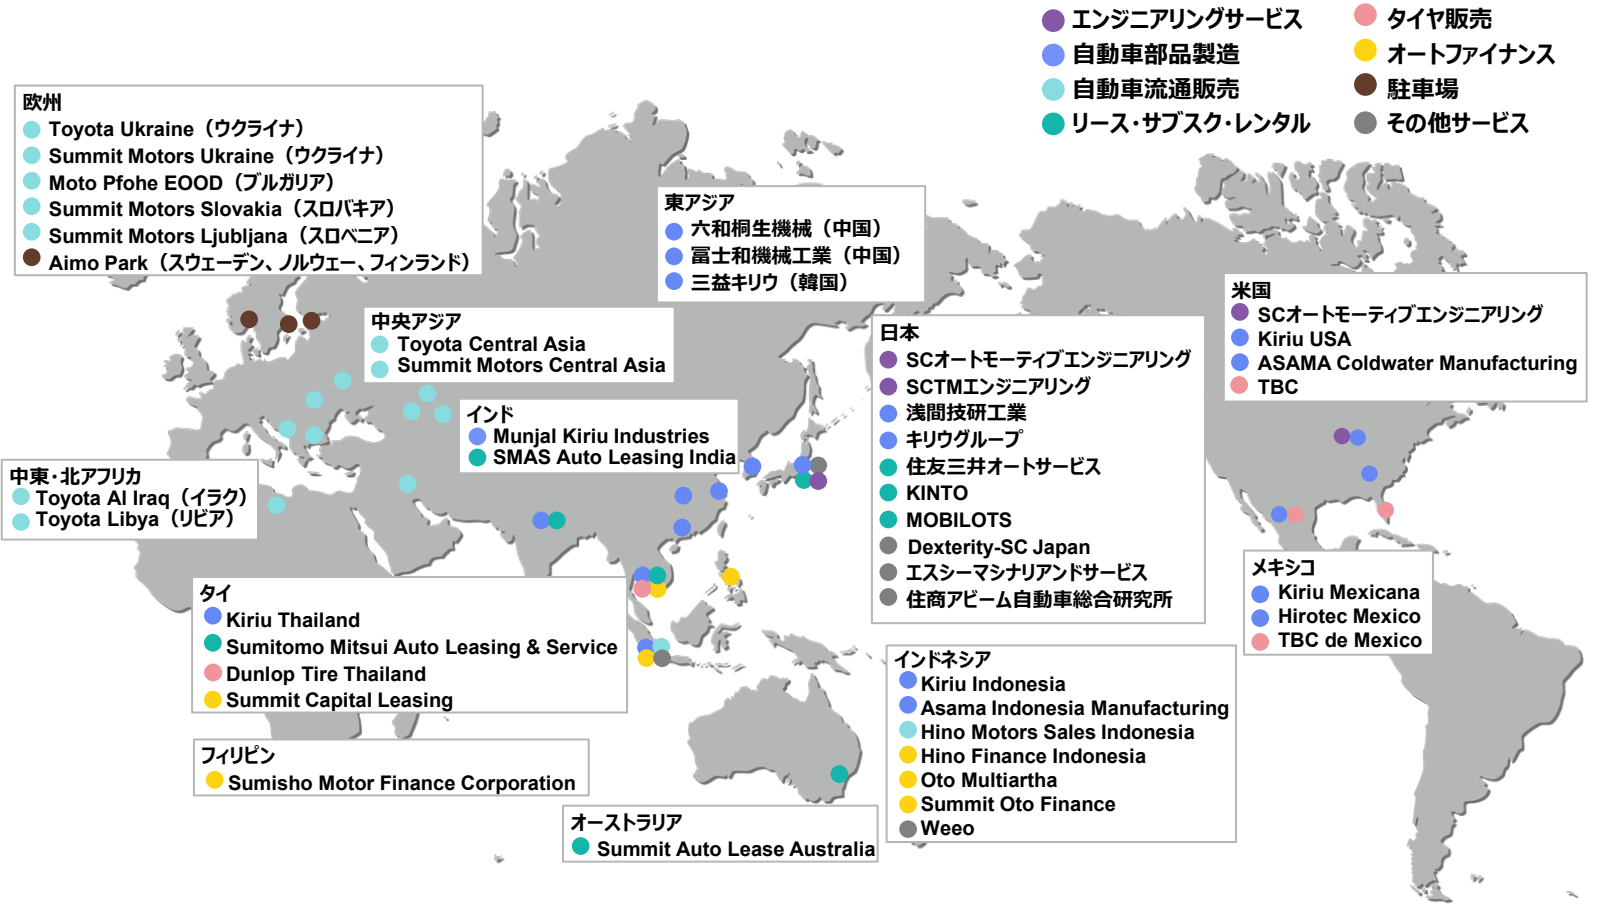 エンジニアリングサービス
自動車部品製造
自動車流通販売
リース・サブスク・レンタル
タイヤ販売
オートファイナンス
駐車場
その他サービス
欧州
Toyota Ukraine（ウクライナ）
Summit Motors Ukraine（ウクライナ）
Moto Pfohe EOOD（ブルガリア）
Summit Motors Slovakia（スロバキア）
Summit Motors Ljubljana（スロベニア）
Aimo Park（スウェーデン、ノルウェー、フィンランド）
東アジア
六和桐生機械（中国）
冨士和機械工業（中国）
三益キリウ（韓国）
中央アジア
Toyota Central Asia
Summit Motors Central Asia
インド
Munjal Kiriu Industries
SMAS Auto Leasing India
中東・北アフリカ
Toyota Al Iraq（イラク）
Toyota Libya（リビア）
日本
SCオートモーティブエンジニアリング
SCTMエンジニアリング
浅間技研工業
キリウグループ
住友三井オートサービス
KINTO
MOBILOTS
Dexterity-SC Japan
エスシーマシナリアンドサービス
住商アビーム自動車総合研究所
米国
SCオートモーティブエンジニアリング
Kiriu USA
ASAMA Coldwater Manufacturing
TBC
メキシコ
Kiriu Mexicana
Hirotec Mexico
TBC de Mexico
タイ
Kiriu Thailand
Sumitomo Mitsui Auto Leasing & Service
Dunlop Tire Thailand
Summit Capital Leasing
フィリピン
Sumisho Motor Finance Corporation
オーストラリア
Summit Auto Lease Australia
インドネシア
Kiriu Indonesia
Asama Indonesia Manufacturing
Hino Motors Sales Indonesia
Hino Finance Indonesia
Oto Multiartha
Summit Oto Finance
Weeo